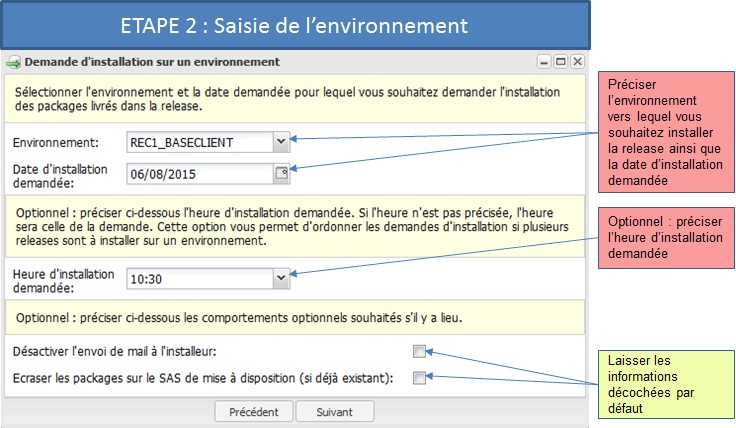 ETAPE 2 : Saisie de l'environnement
Demande d'installation sur un environnement
Sélectionner l'environnement et la date demandée pour lequel vous souhaitez demander l'installation
des packages livrés dans la release.
Environnement:
REC1_BASECLIENT
Date d'installation
demandée:
06/08/2015
Optionnel : préciser ci-dessous l'heure d'installation demandée. Si l'heure n'est pas précisée, l'heure
sera celle de la demande. Cette option vous permet d'ordonner les demandes d'installation si plusieurs
releases sont à installer sur un environnement.
Heure d'installation
demandée:
10:30
Optionnel : préciser ci-dessous les comportements optionnels souhaités s'il y a lieu.
Désactiver l'envoi de mail à l'installeur:
Ecraser les packages sur le SAS de mise à disposition (si déjà existant):
Précédent
Suivant
Préciser
l'environnement
vers lequel vous
souhaitez installer
la release ainsi que
la date d'installation
demandée
Optionnel : préciser
l'heure d'installation
demandée
Laisser les
informations
décochées par
défaut